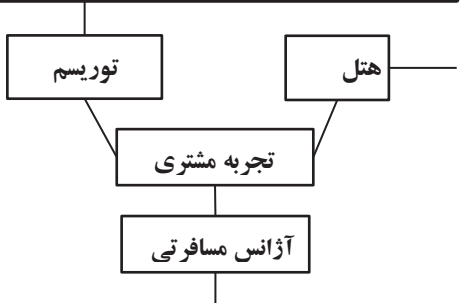 هتل
توریسم
تجربه مشتری
آژانس مسافرتی